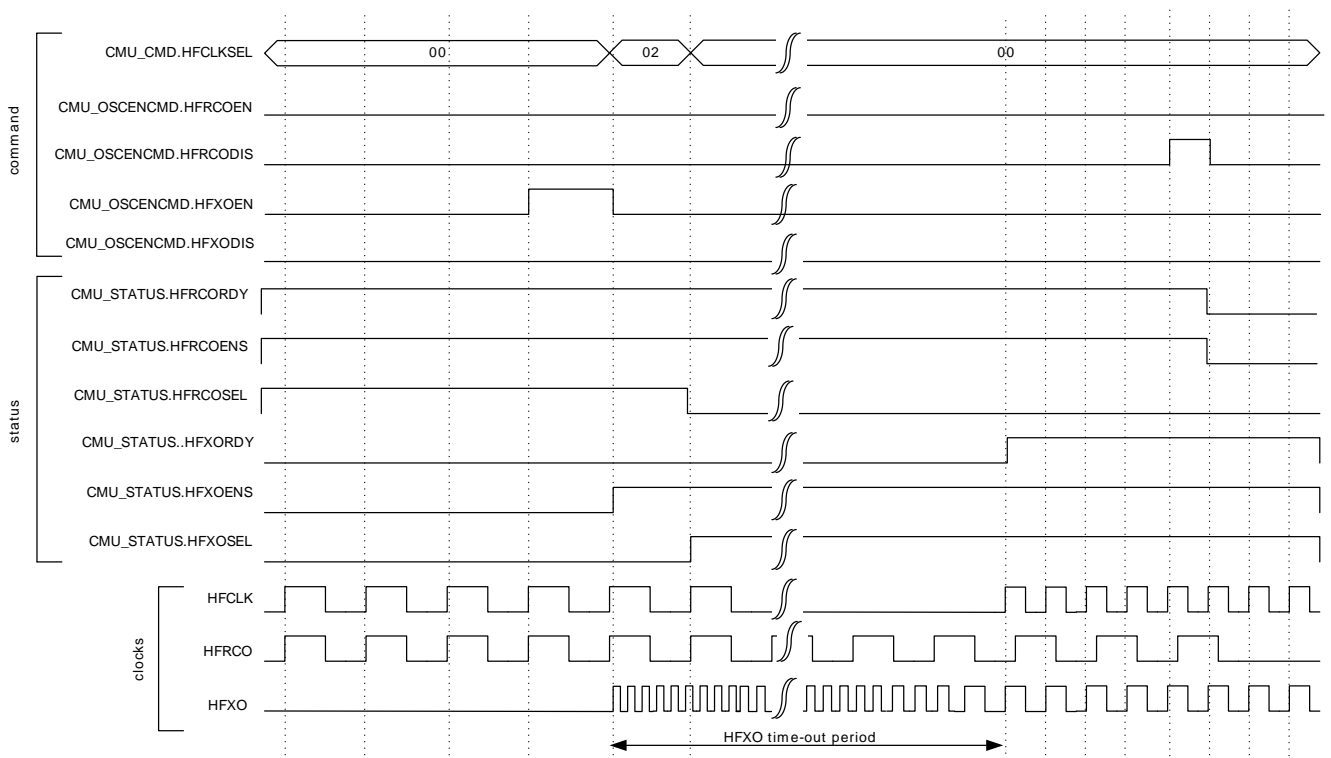 command
CMU_CMD.HFCLKSEL
00
02
00
CMU_OSCENCMD.HFRCOEN
CMU_OSCENCMD.HFRCODIS
CMU_OSCENCMD.HFXOEN
CMU_OSCENCMD.HFXODIS
status
CMU_STATUS.HFRCORDY
CMU_STATUS.HFRCOENS
CMU_STATUS.HFRCOSEL
CMU_STATUS..HFXORDY
CMU_STATUS.HFXOENS
CMU_STATUS.HFXOSEL
clocks
HFCLK
HFRCO
HFXO
HFXO time-out period